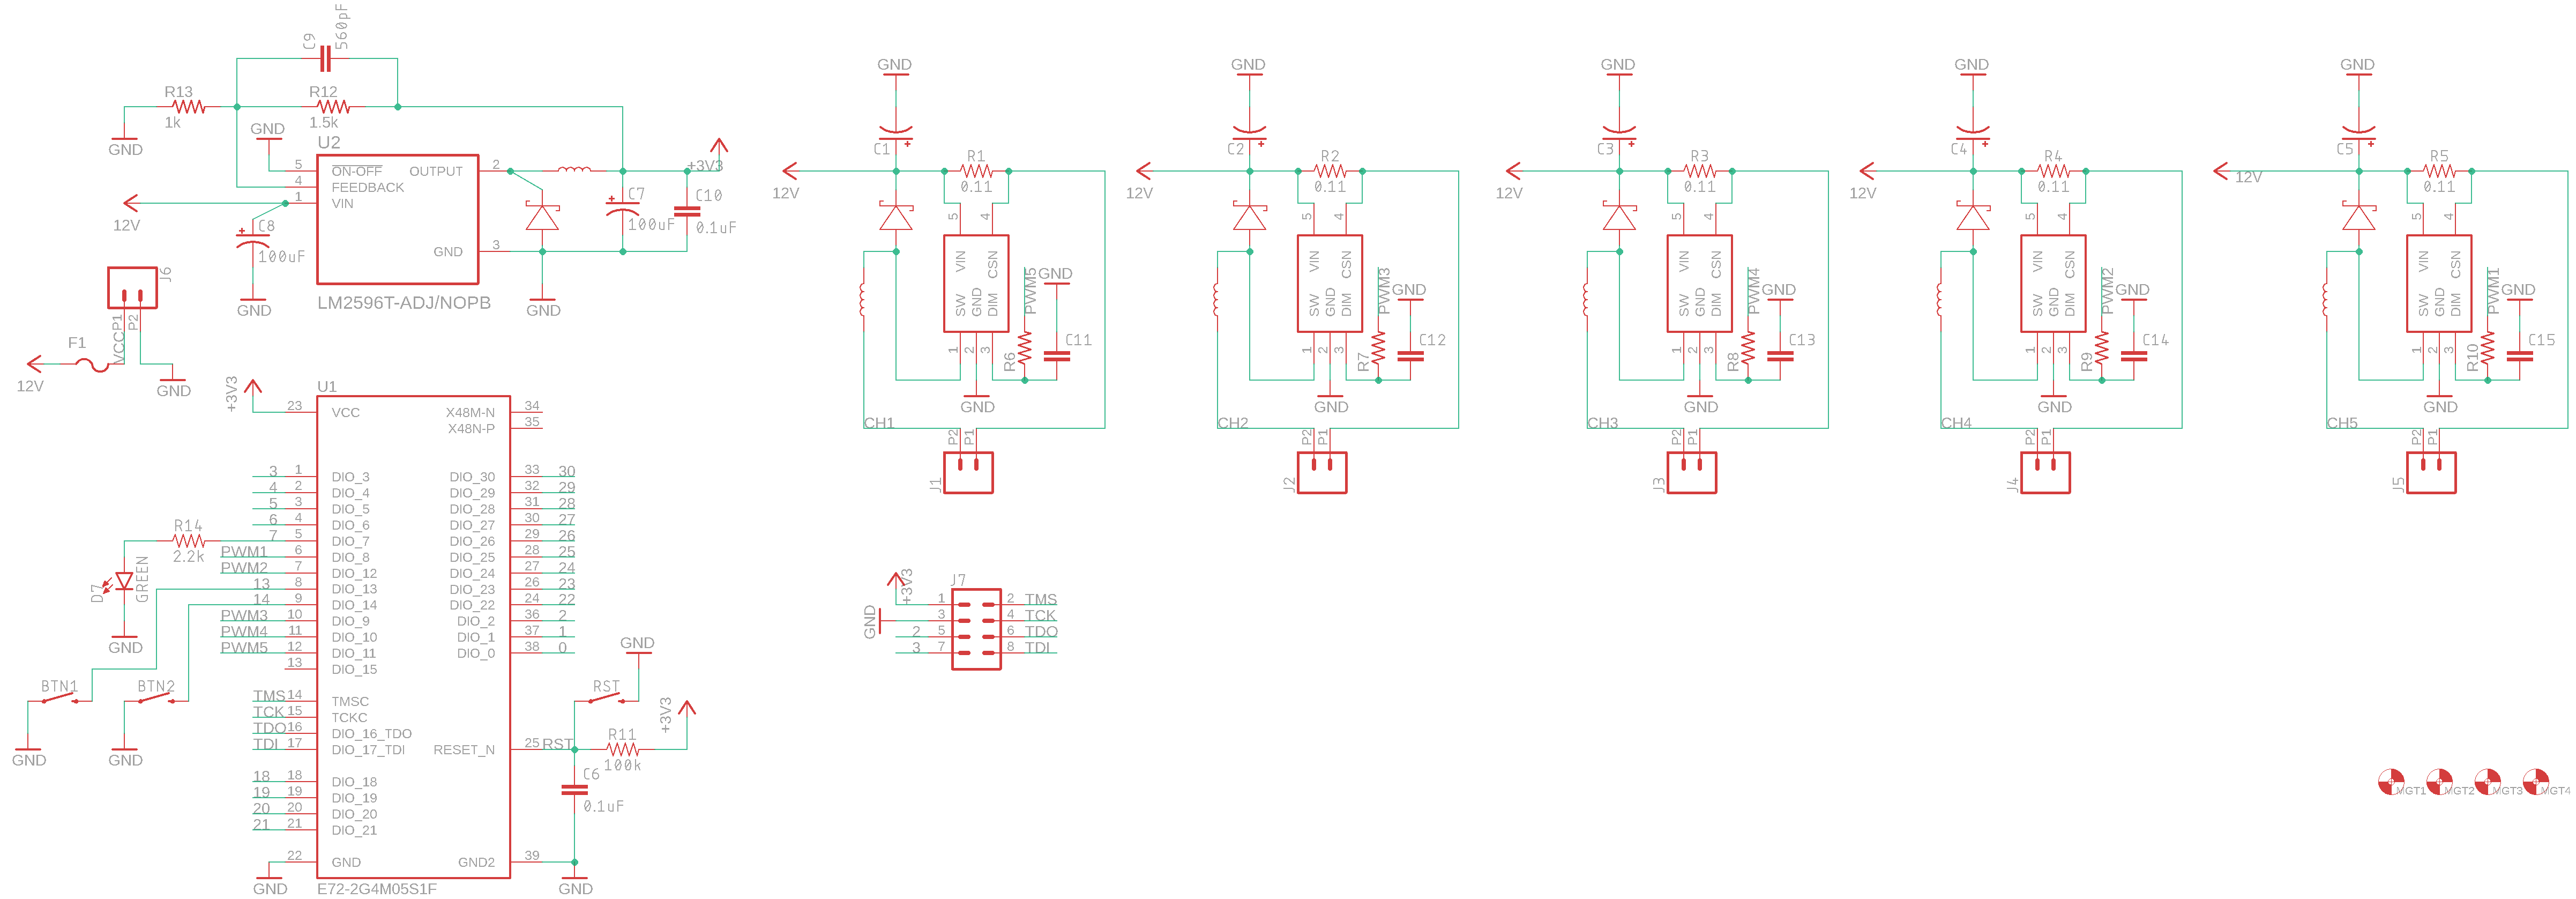 C9
560pF
R13
1k
R12
1.5k
GND
GND
U2
5
ON-OFF
OUTPUT
2
4
FEEDBACK
1
VIN
12V
C8
100uF
GND
3
GND
LM2596T-ADJ/NOPB
GND
C7
100uF
+3V3
C10
0.1uF
J6
VCCP1
P2
F1
12V
GND
+3V3
U1
23
VCC
X48M-N
34
X48N-P
35
3
1
DIO_3
DIO_30
33
30
4
2
DIO_4
DIO_29
32
29
5
3
DIO_5
DIO_28
31
28
6
4
DIO_6
DIO_27
30
27
7
5
DIO_7
DIO_26
29
26
PWM1
6
DIO_8
DIO_25
28
25
PWM2
7
DIO_12
DIO_24
27
24
13
8
DIO_13
DIO_23
26
23
14
9
DIO_14
DIO_22
24
22
PWM3
10
DIO_9
DIO_2
36
2
PWM4
11
DIO_10
DIO_1
37
1
PWM5
12
DIO_11
DIO_0
38
0
13
DIO_15
R14
2.2k
D7
GREEN
GND
BTN1
BTN2
GND
GND
TMS
14
TMSC
TCK
15
TCKC
TDO
16
DIO_16_TDO
TDI
17
DIO_17_TDI
RESET_N
25
RST
18
18
DIO_18
19
19
DIO_19
20
20
DIO_20
21
21
DIO_21
22
GND
GND2
39
GND
E72-2G4M05S1F
GND
GND
RST
+3V3
R11
100k
C6
0.1uF
GND
C1
12V
R1
0.11
5
4
VIN
CSN
SW
GND
DIM
1
2
3
PWM5
GND
R6
C11
GND
CH1
P2
P1
J1
GND
C2
12V
R2
0.11
5
4
VIN
CSN
SW
GND
DIM
1
2
3
PWM3
GND
R7
C12
GND
CH2
P2
P1
J2
GND
C3
12V
R3
0.11
5
4
VIN
CSN
SW
GND
DIM
1
2
3
PWM4
GND
R8
C13
GND
CH3
P2
P1
J3
GND
C4
12V
R4
0.11
5
4
VIN
CSN
SW
GND
DIM
1
2
3
PWM2
GND
R9
C14
GND
CH4
P2
P1
J4
GND
C5
12V
R5
0.11
5
4
VIN
CSN
SW
GND
DIM
1
2
3
PWM1
GND
R10
C15
GND
CH5
P2
P1
J5
+3V3
J7
GND
1
2
TMS
3
4
TCK
2
5
6
TDO
3
7
8
TDI
MGT1
MGT2
MGT3
MGT4